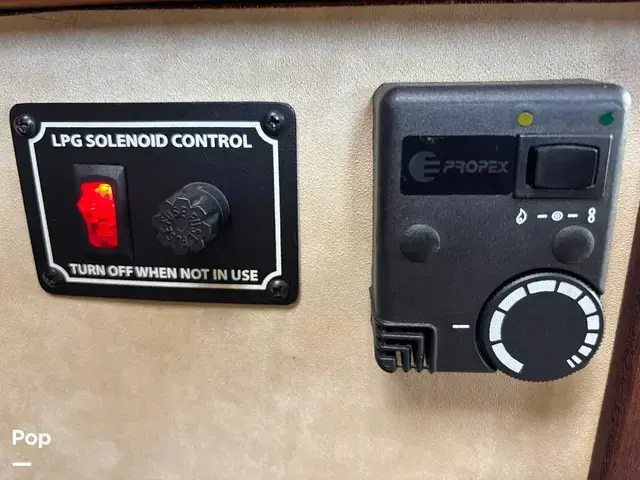 LPG SOLENOID CONTROL
TURN OFF WHEN NOT IN USE
PROPEX
Pop